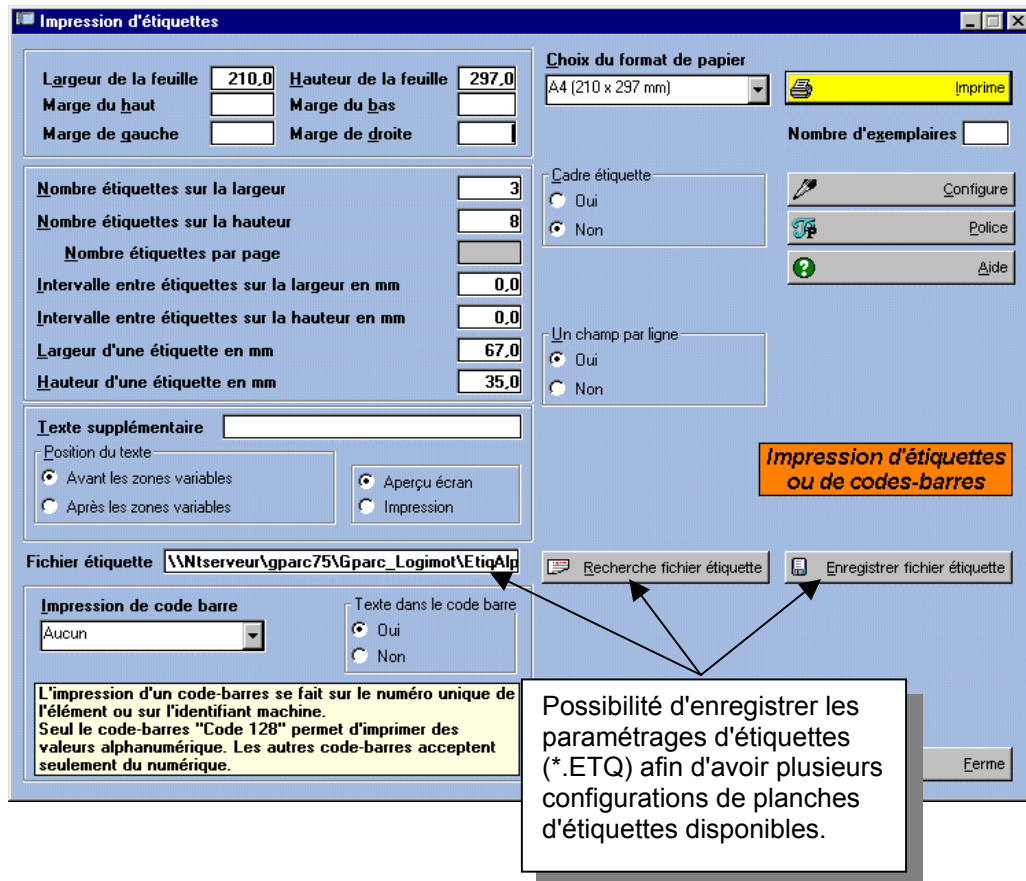 Impression d'étiquettes
Largeur de la feuille 210,0 Hauteur de la feuille 297,0
Marge du haut Marge du bas
Marge de gauche Marge de droite
Choix du format de papier
A4 (210 x 297 mm)
Imprime
Nombre d'exemplaires
Nombre étiquettes sur la largeur 3
Nombre étiquettes sur la hauteur 8
Nombre étiquettes par page
Intervalle entre étiquettes sur la largeur en mm 0,0
Intervalle entre étiquettes sur la hauteur en mm 0,0
Largeur d'une étiquette en mm 67,0
Hauteur d'une étiquette en mm 35,0
Cadre étiquette
Oui
Non
Configure
Police
Aide
Un champ par ligne
Oui
Non
Texte supplémentaire
Position du texte
Avant les zones variables
Après les zones variables
Aperçu écran
Impression
Impression d'étiquettes
ou de codes-barres
Fichier étiquette \\Ntserveur\gparc75\Gparc_Logimot\EtiqAlp
Recherche fichier étiquette
Enregistrer fichier étiquette
Impression de code barre
Aucun
Texte dans le code barre
Oui
Non
L'impression d'un code-barres se fait sur le numéro unique de
l'élément ou sur l'identifiant machine.
Seul le code-barres "Code 128" permet d'imprimer des
valeurs alphanumérique. Les autres code-barres acceptent
seulement du numérique.
Possibilité d'enregistrer les
paramétrages d'étiquettes
(*.ETQ) afin d'avoir plusieurs
configurations de planches
d'étiquettes disponibles.
Ferme